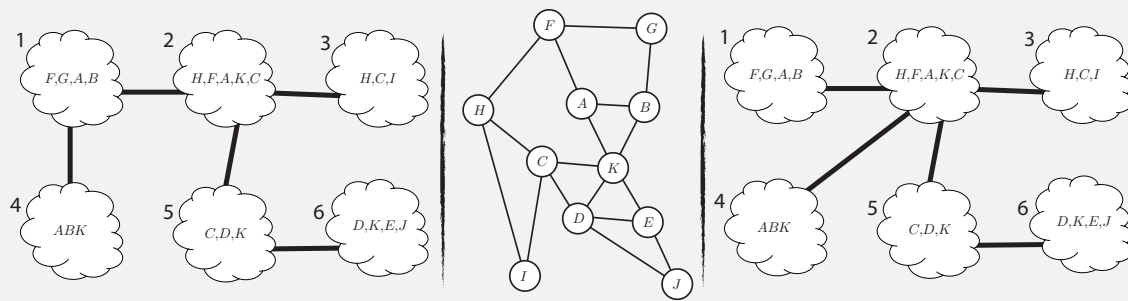 1
2
3
F,G,A,B
H,F,A,K,C
H,C,I
4
5
6
ABK
C,D,K
D,K,E,J
F
G
H
A
B
C
K
D
E
I
J
1
2
3
F,G,A,B
H,F,A,K,C
H,C,I
4
5
6
ABK
C,D,K
D,K,E,J